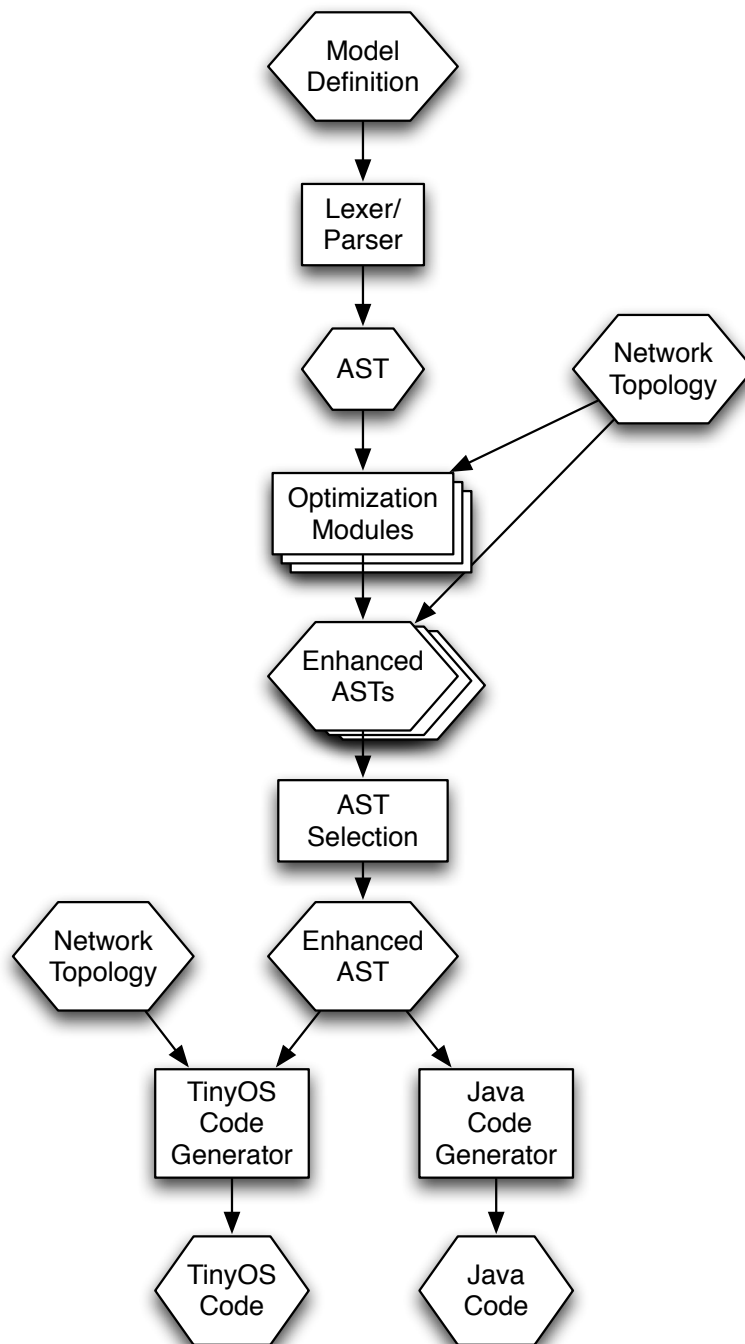 Model
Definition
Lexer/
Parser
AST
Network
Topology
Optimization
Modules
Enhanced
ASTs
AST
Selection
Network
Topology
Enhanced
AST
TinyOS
Code
Generator
Java
Code
Generator
TinyOS
Code
Java
Code